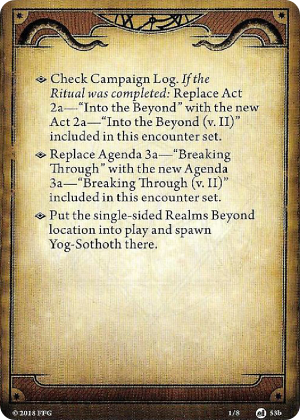 Check Campaign Log. If the
Ritual was completed: Replace Act
2a—“Into the Beyond” with the new
Act 2a—“Into the Beyond (v. II)”
included in this encounter set.
Replace Agenda 3a—“Breaking
Through” with the new Agenda
3a—“Breaking Through (v. II)”
included in this encounter set.
Put the single-sided Realms Beyond
location into play and spawn
Yog-Sothoth there.
© 2018 FFG 1/8 53b